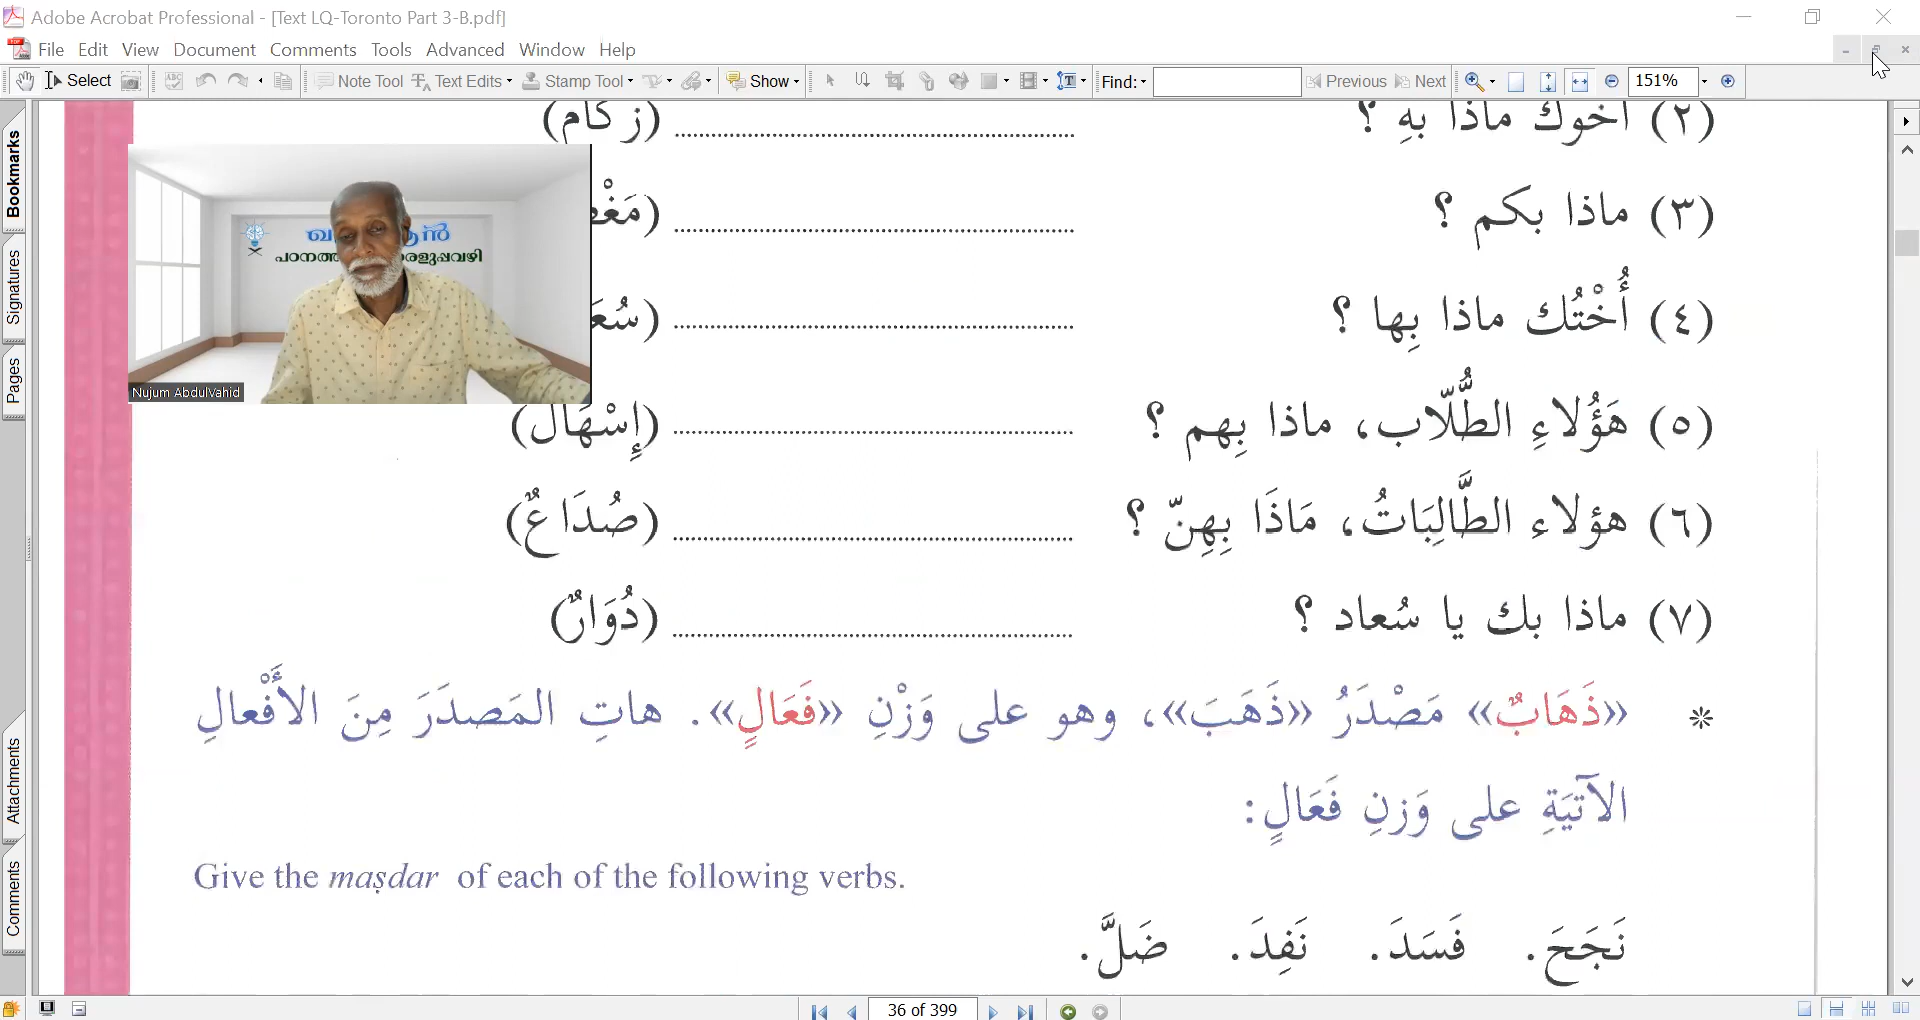 Adobe Acrobat Professional - [Text LQ-Toronto Part 3-B.pdf]
File Edit View Document Comments Tools Advanced Window Help
Select Note Tool Text Edits Stamp Tool Show Find: Previous Next 151%
Bookmarks
Signatures
Pages
Attachments
Comments
(٢) أخوك ماذا بهِ ؟ (زكام)
(٣) ماذا بكم ؟
(٤) أُخْتُك ماذا بِها ؟
(٥) هَؤُلاءِ الطُّلّاب، ماذا بِهم ؟ (إِسْهَال)
(٦) هؤلاء الطَّالِبَاتُ، مَاذَا بِهِنّ ؟ (صُدَاعٌ)
(٧) ماذا بك يا سُعاد ؟ (دُوَارٌ)
Nujum AbdulVahid
* «ذَهَابٌ» مَصْدَرُ «ذَهَبَ»، وهو على وَزْنِ «فَعَالٍ». هاتِ المَصدَرَ مِنَ الأَفْعالِ
الآتيَةِ على وَزنِ فَعَالٍ:
Give the maṣdar of each of the following verbs.
نَجَحَ. فَسَدَ. نَفِدَ. ضَلَّ.
36 of 399